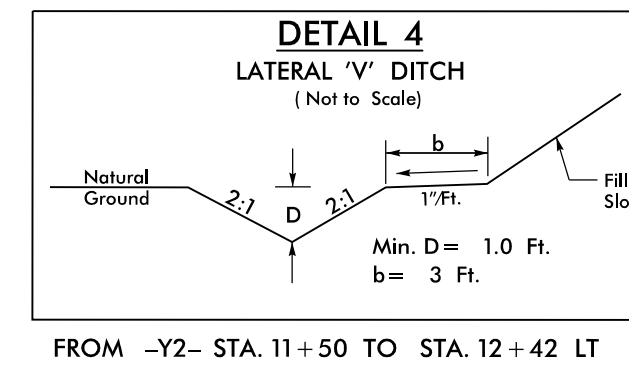 DETAIL 4
LATERAL 'V' DITCH
( Not to Scale)
b
Natural
Ground
2:1
D
2:1
1"/Ft.
Fill
Slo
Min. D = 1.0 Ft.
b = 3 Ft.
FROM -Y2- STA. 11+50 TO STA. 12+42 LT